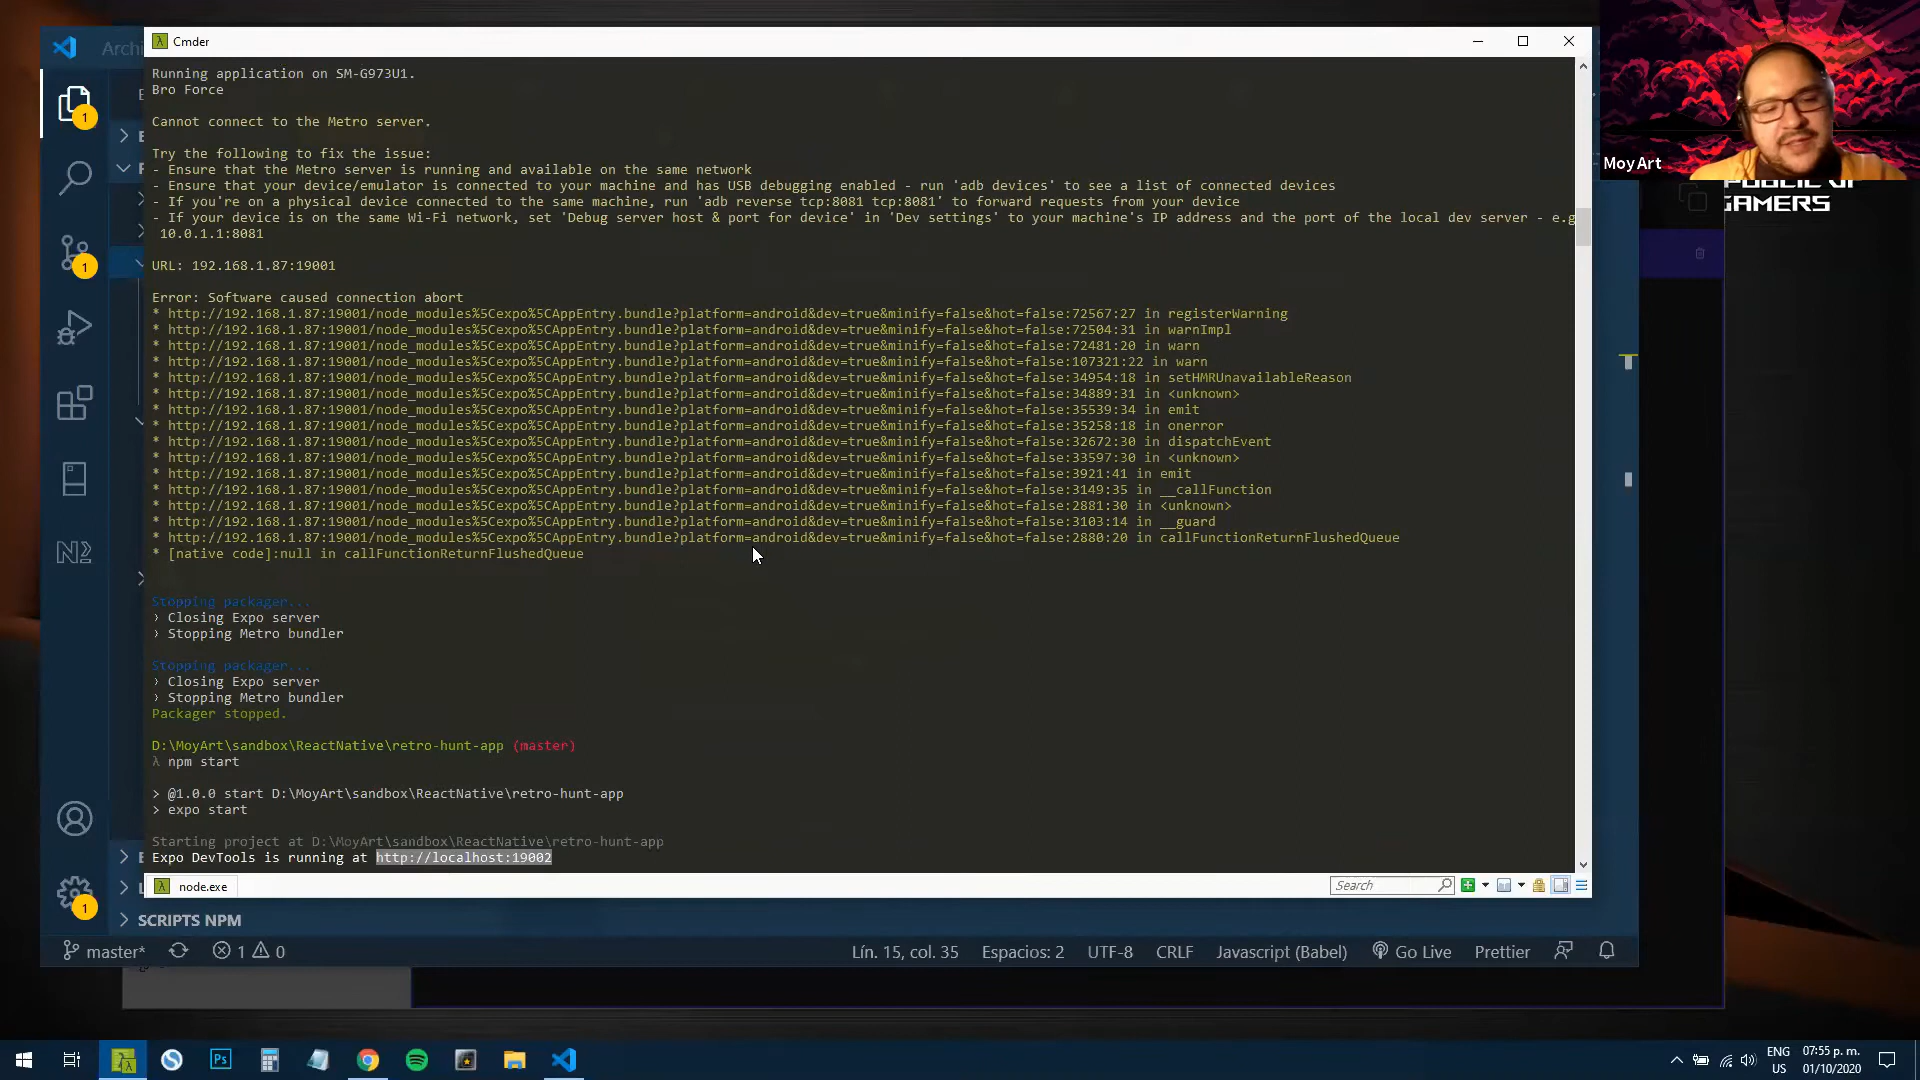 Archi
Cmder
Running application on SM-G973U1.
Bro Force
Cannot connect to the Metro server.
Try the following to fix the issue:
- Ensure that the Metro server is running and available on the same network
- Ensure that your device/emulator is connected to your machine and has USB debugging enabled - run 'adb devices' to see a list of connected devices
- If you're on a physical device connected to the same machine, run 'adb reverse tcp:8081 tcp:8081' to forward requests from your device
- If your device is on the same Wi-Fi network, set 'Debug server host & port for device' in 'Dev settings' to your machine's IP address and the port of the local dev server - e.g
10.0.1.1:8081
URL: 192.168.1.87:19001
Error: Software caused connection abort
* http://192.168.1.87:19001/node_modules%5Cexpo%5CAppEntry.bundle?platform=android&dev=true&minify=false&hot=false:72567:27 in registerWarning
* http://192.168.1.87:19001/node_modules%5Cexpo%5CAppEntry.bundle?platform=android&dev=true&minify=false&hot=false:72504:31 in warnImpl
* http://192.168.1.87:19001/node_modules%5Cexpo%5CAppEntry.bundle?platform=android&dev=true&minify=false&hot=false:72481:20 in warn
* http://192.168.1.87:19001/node_modules%5Cexpo%5CAppEntry.bundle?platform=android&dev=true&minify=false&hot=false:107321:22 in warn
* http://192.168.1.87:19001/node_modules%5Cexpo%5CAppEntry.bundle?platform=android&dev=true&minify=false&hot=false:34954:18 in setHMRUnavailableReason
* http://192.168.1.87:19001/node_modules%5Cexpo%5CAppEntry.bundle?platform=android&dev=true&minify=false&hot=false:34889:31 in <unknown>
* http://192.168.1.87:19001/node_modules%5Cexpo%5CAppEntry.bundle?platform=android&dev=true&minify=false&hot=false:35539:34 in emit
* http://192.168.1.87:19001/node_modules%5Cexpo%5CAppEntry.bundle?platform=android&dev=true&minify=false&hot=false:35258:18 in onerror
* http://192.168.1.87:19001/node_modules%5Cexpo%5CAppEntry.bundle?platform=android&dev=true&minify=false&hot=false:32672:30 in dispatchEvent
* http://192.168.1.87:19001/node_modules%5Cexpo%5CAppEntry.bundle?platform=android&dev=true&minify=false&hot=false:33597:30 in <unknown>
* http://192.168.1.87:19001/node_modules%5Cexpo%5CAppEntry.bundle?platform=android&dev=true&minify=false&hot=false:3921:41 in emit
* http://192.168.1.87:19001/node_modules%5Cexpo%5CAppEntry.bundle?platform=android&dev=true&minify=false&hot=false:3149:35 in __callFunction
* http://192.168.1.87:19001/node_modules%5Cexpo%5CAppEntry.bundle?platform=android&dev=true&minify=false&hot=false:2881:30 in <unknown>
* http://192.168.1.87:19001/node_modules%5Cexpo%5CAppEntry.bundle?platform=android&dev=true&minify=false&hot=false:3103:14 in __guard
* http://192.168.1.87:19001/node_modules%5Cexpo%5CAppEntry.bundle?platform=android&dev=true&minify=false&hot=false:2880:20 in callFunctionReturnFlushedQueue
* [native code]:null in callFunctionReturnFlushedQueue
Stopping packager...
› Closing Expo server
› Stopping Metro bundler
Stopping packager...
› Closing Expo server
› Stopping Metro bundler
Packager stopped.
D:\MoyArt\sandbox\ReactNative\retro-hunt-app (master)
λ npm start
> @1.0.0 start D:\MoyArt\sandbox\ReactNative\retro-hunt-app
> expo start
Starting project at D:\MoyArt\sandbox\ReactNative\retro-hunt-app
Expo DevTools is running at http://localhost:19002
node.exe
Search
SCRIPTS NPM
master*
1 0
Lín. 15, col. 35
Espacios: 2
UTF-8
CRLF
Javascript (Babel)
Go Live
Prettier
Moy Art
PUBLIC OF
GAMERS
1
1
1
Ps
ENG
US
07:55 p. m.
01/10/2020